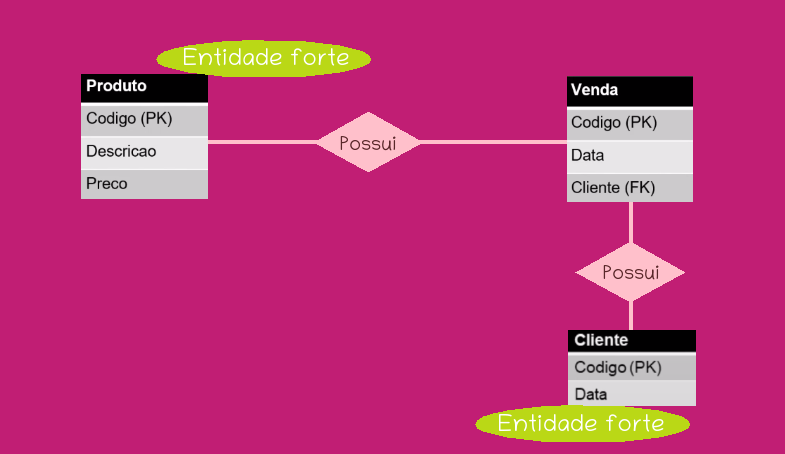 Entidade forte
Produto
Codigo (PK)
Descricao
Preco
Possui
Venda
Codigo (PK)
Data
Cliente (FK)
Possui
Cliente
Codigo (PK)
Data
Entidade forte